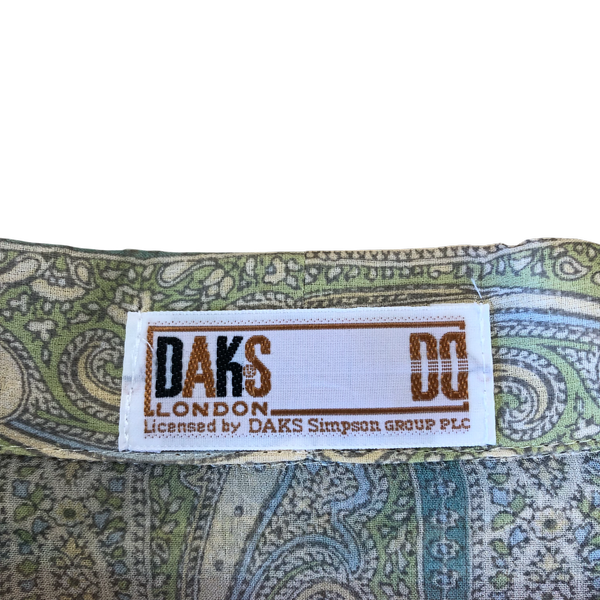 DAKS DD
LONDON
Licensed by DAKS Simpson GROUP PLC